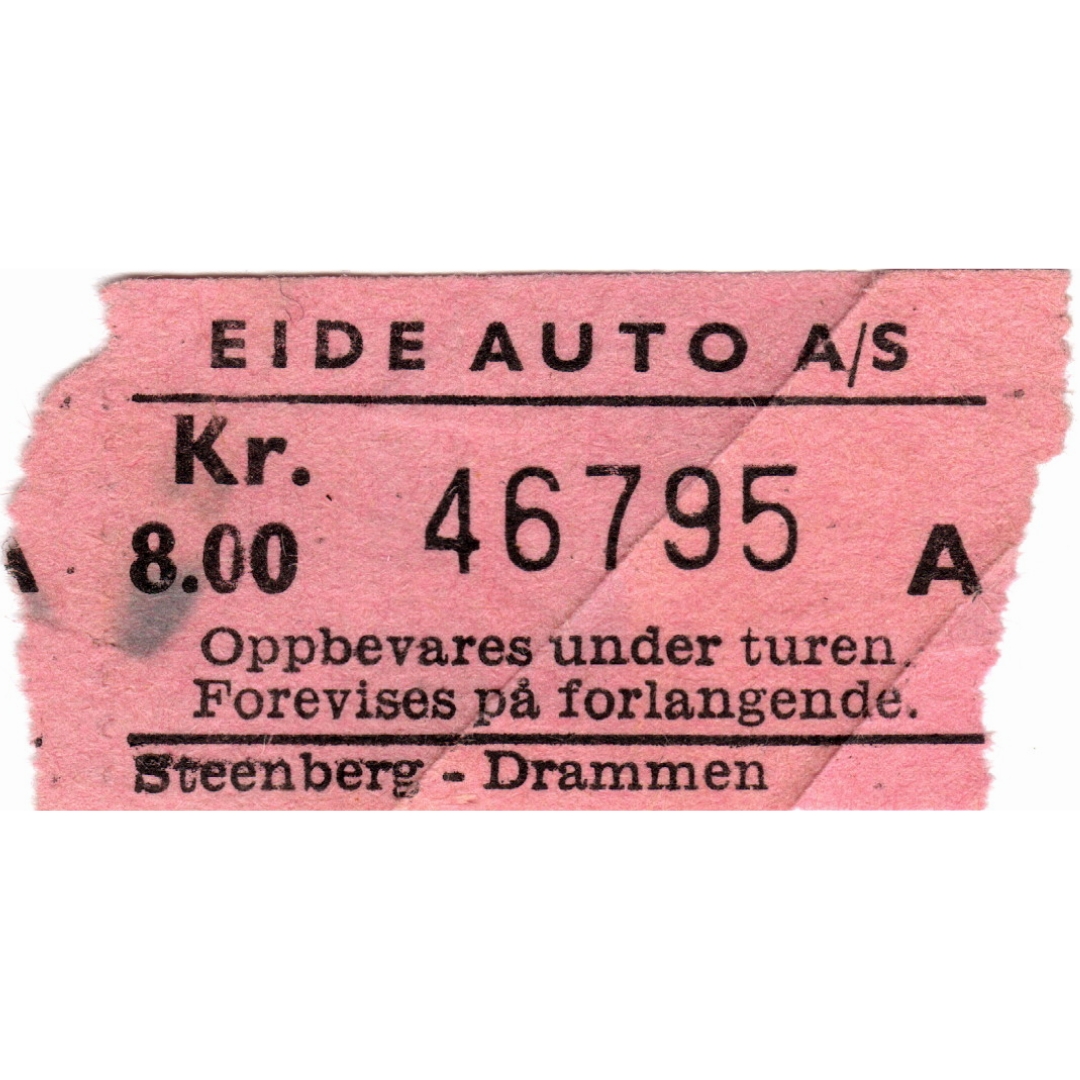 EIDE AUTO A/S
Kr.
8.00
46795
A
A
Oppbevares under turen.
Forevises på forlangende.
Steenberg - Drammen